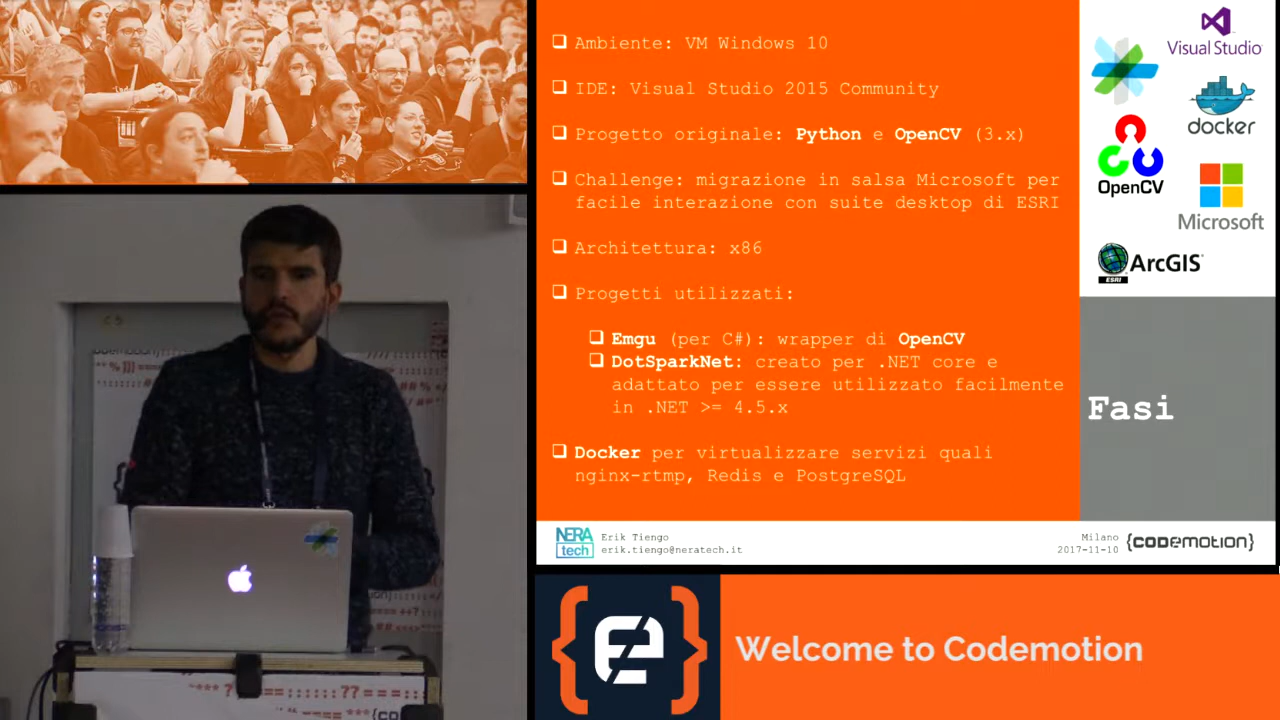 Ambiente: VM Windows 10
IDE: Visual Studio 2015 Community
Progetto originale: Python e OpenCV (3.x)
Challenge: migrazione in salsa Microsoft per
facile interazione con suite desktop di ESRI
Architettura: x86
Progetti utilizzati:
Emgu (per C#): wrapper di OpenCV
DotSparkNet: creato per .NET core e
adattato per essere utilizzato facilmente
in .NET >= 4.5.x
Docker per virtualizzare servizi quali
nginx-rtmp, Redis e PostgreSQL
Visual Studio
docker
OpenCV
Microsoft
ArcGIS
ESRI
Fasi
NERA
tech
Erik Tiengo
erik.tiengo@neratech.it
Milano
2017-11-10
{CODEMOTION}
Welcome to Codemotion